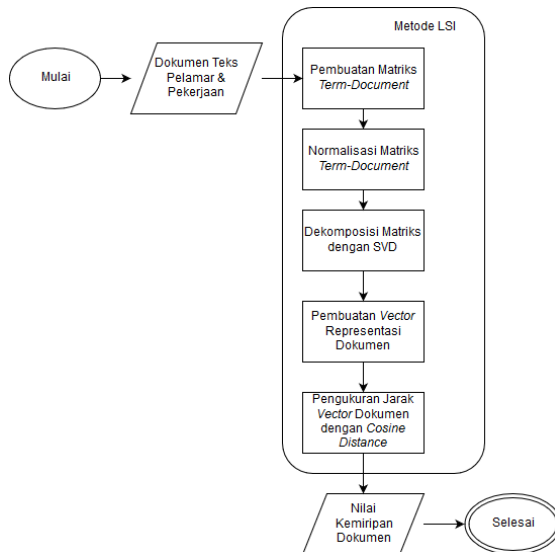 Metode LSI
Mulai
Dokumen Teks
Pelamar &
Pekerjaan
Pembuatan Matriks
Term-Document
Normalisasi Matriks
Term-Document
Dekomposisi Matriks
dengan SVD
Pembuatan Vector
Representasi
Dokumen
Pengukuran Jarak
Vector Dokumen
dengan Cosine
Distance
Nilai
Kemiripan
Dokumen
Selesai